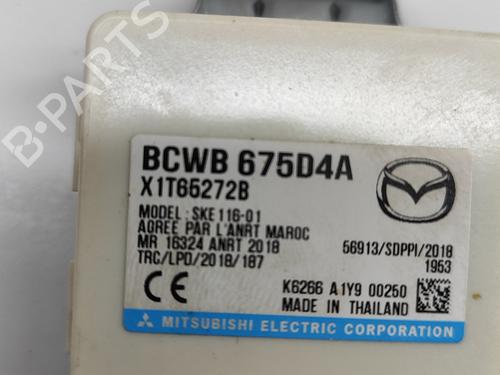 B-PARTS
BCWB 675D4A
X1T65272B
MODEL: SKE116-01
AGREE PAR L'ANRT MAROC
MR 16324 ANRT 2018
TRC/LPD/2018/187
56913/SDPPI/2018
1953
CE
K6266 A1Y9 00250
MADE IN THAILAND
MITSUBISHI ELECTRIC CORPORATION